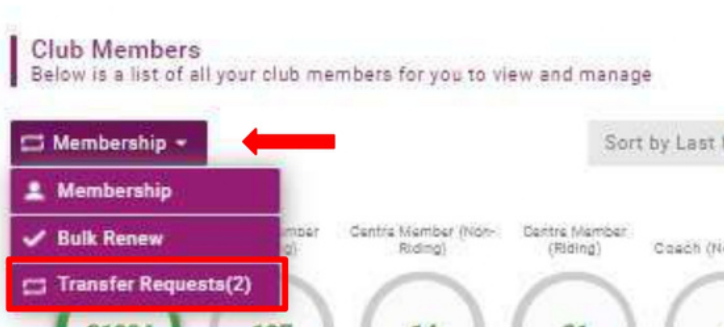 Club Members
Below is a list of all your club members for you to view and manage
Membership
Sort by Last
Membership
Bulk Renew
Centre Member (Non-
Riding)
Centre Member
(Riding)
Coach
Transfer Requests(2)